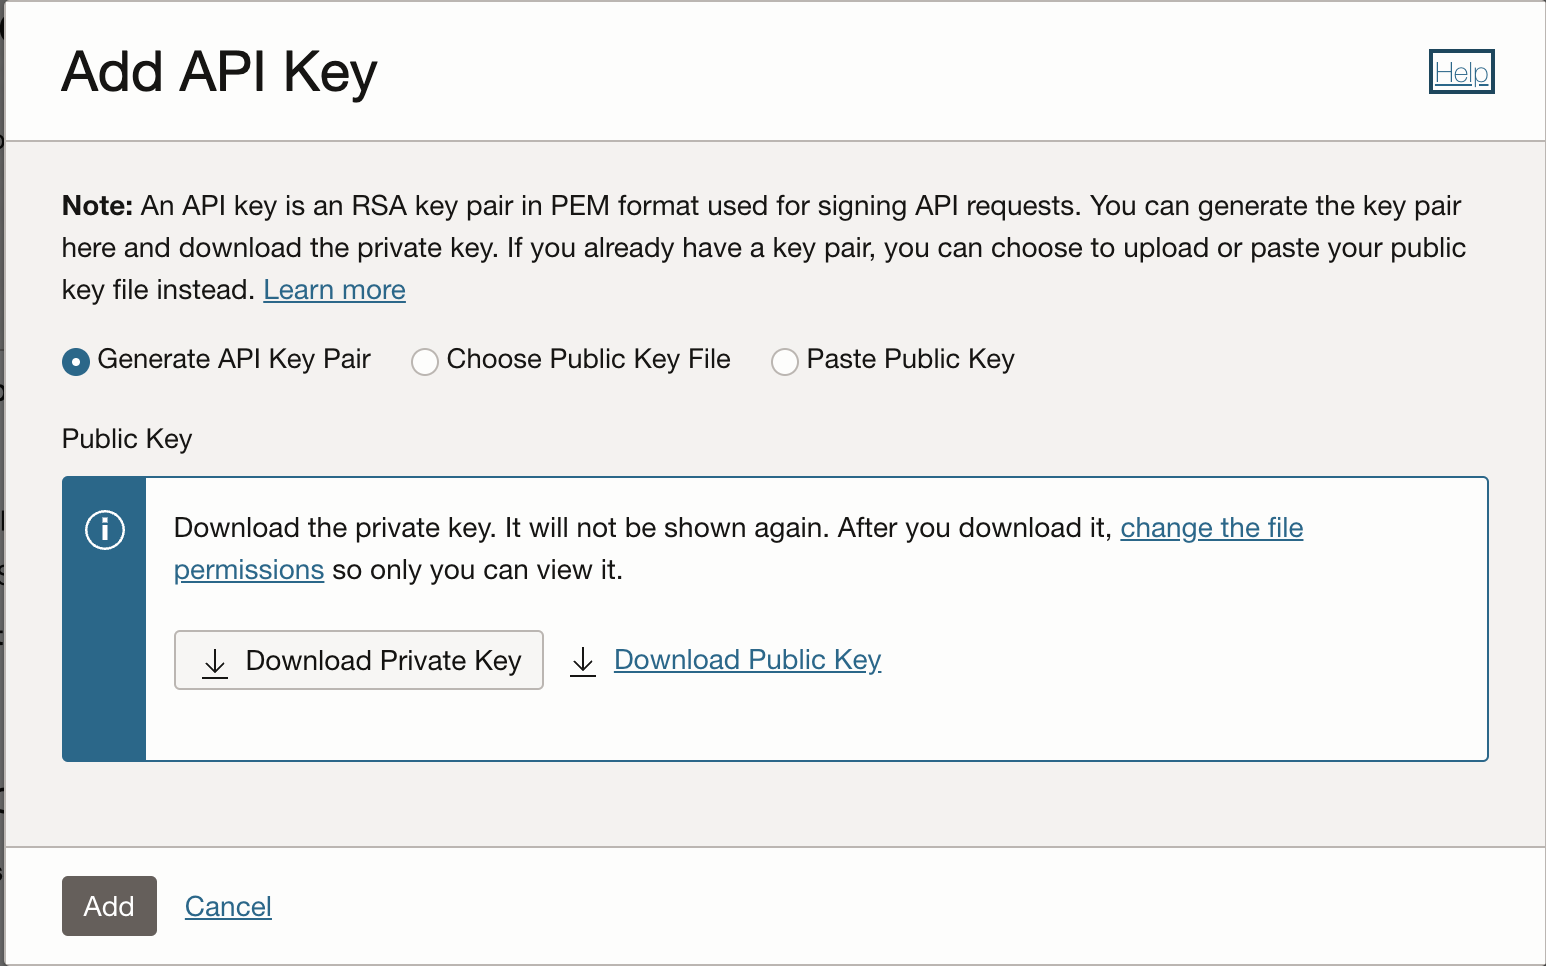 Add API Key
Help
Note: An API key is an RSA key pair in PEM format used for signing API requests. You can generate the key pair
here and download the private key. If you already have a key pair, you can choose to upload or paste your public
key file instead. Learn more
Generate API Key Pair Choose Public Key File Paste Public Key
Public Key
Download the private key. It will not be shown again. After you download it, change the file
permissions so only you can view it.
Download Private Key Download Public Key
Add Cancel